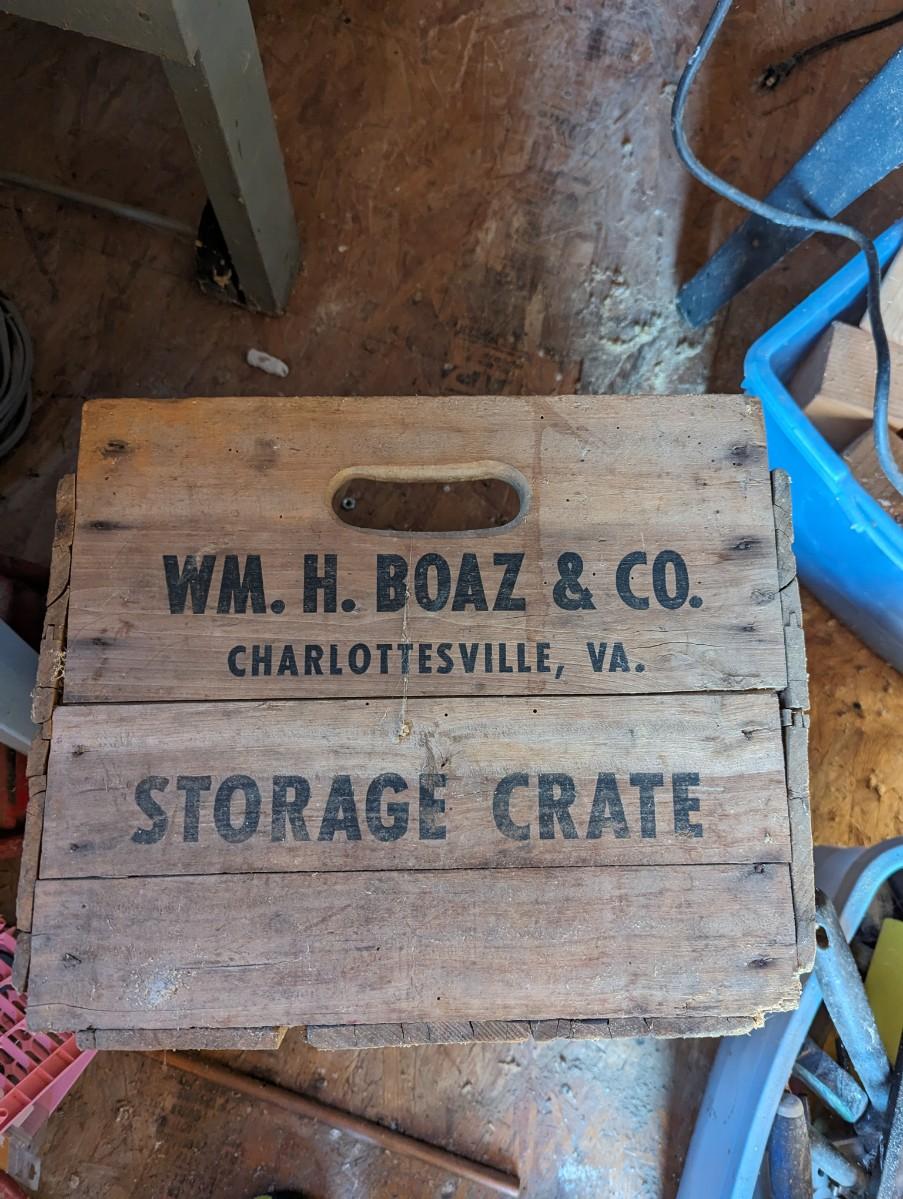 WM. H. BOAZ & CO.
CHARLOTTESVILLE, VA.
STORAGE CRATE